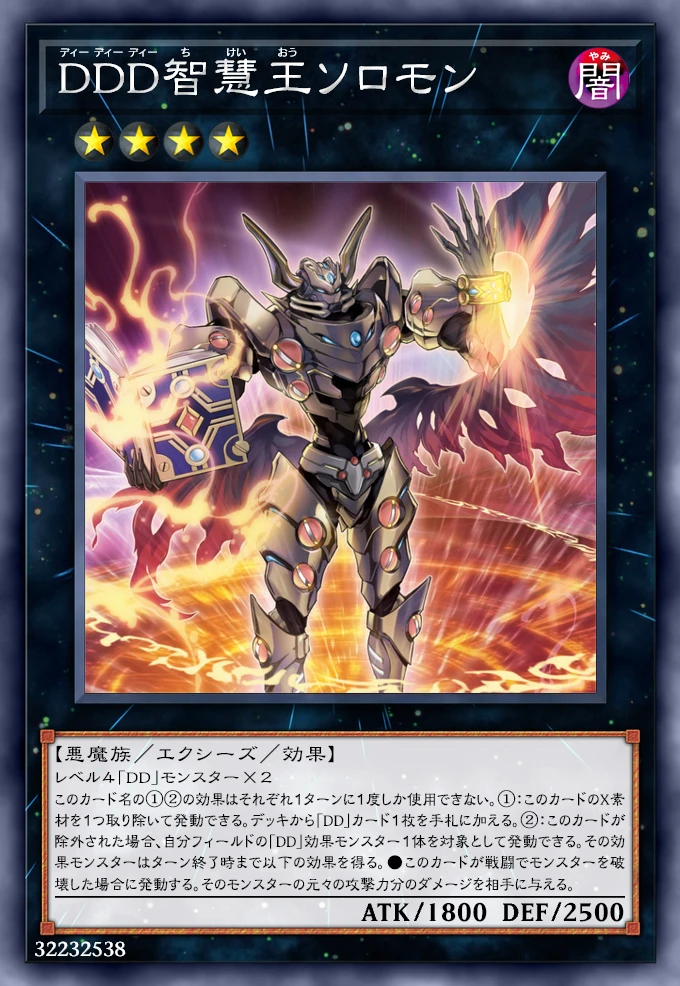 ディー ディー ディー ち けい おう
DDD智慧王ソロモン
やみ
闇
【悪魔族/エクシーズ/効果】
レベル4「DD」モンスター×2
このカード名の①②の効果はそれぞれ1ターンに1度しか使用できない。①:このカードのX素
材を1つ取り除いて発動できる。デッキから「DD」カード1枚を手札に加える。②:このカードが
除外された場合、自分フィールドの「DD」効果モンスター1体を対象として発動できる。その効
果モンスターはターン終了時まで以下の効果を得る。●このカードが戦闘でモンスターを破
壊した場合に発動する。そのモンスターの元々の攻撃力分のダメージを相手に与える。
ATK/1800 DEF/2500
32232538